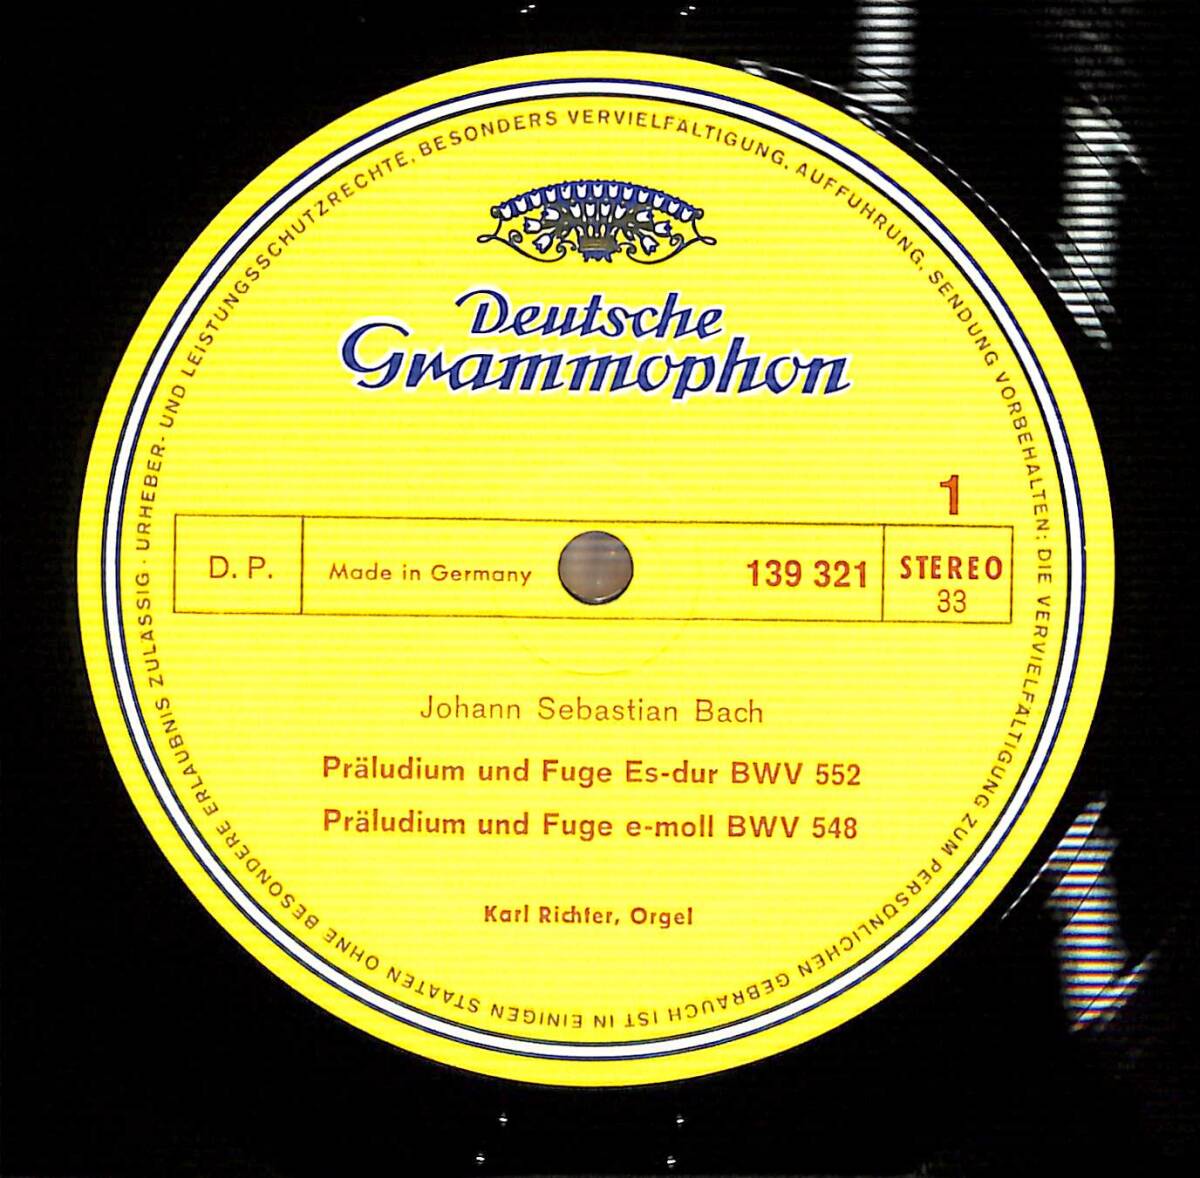 URHEBER- UND LEISTUNGSSCHUTZRECHTE, BESONDERS VERVIELFÄLTIGUNG, AUFFÜHRUNG, SENDUNG VORBEHALTEN; DIE VERVIELFÄLTIGUNG ZUM PERSÖNLICHEN GEBRAUCH IST IN EINIGEN STAATEN OHNE BESONDERE ERLAUBNIS ZULÄSSIG ·
Deutsche
Grammophon
1
D. P.
Made in Germany
139 321
STEREO
33
Johann Sebastian Bach
Präludium und Fuge Es-dur BWV 552
Präludium und Fuge e-moll BWV 548
Karl Richter, Orgel